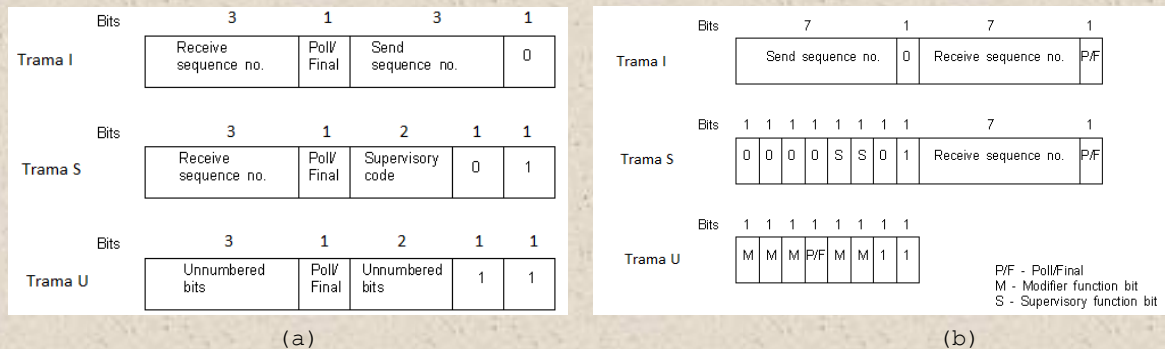 Bits 3 1 3 1
Trama I Receive sequence no. Poll/ Final Send sequence no. 0
Bits 3 1 2 1 1
Trama S Receive sequence no. Poll/ Final Supervisory code 0 1
Bits 3 1 2 1 1
Trama U Unnumbered bits Poll/ Final Unnumbered bits 1 1
(a)
Bits 7 1 7 1
Trama I Send sequence no. 0 Receive sequence no. P/F
Bits 1 1 1 1 1 1 1 1 7 1
Trama S 0 0 0 0 S S 0 1 Receive sequence no. P/F
Bits 1 1 1 1 1 1 1 1
Trama U M M M P/F M M 1 1
P/F - Poll/Final
M - Modifier function bit
S - Supervisory function bit
(b)